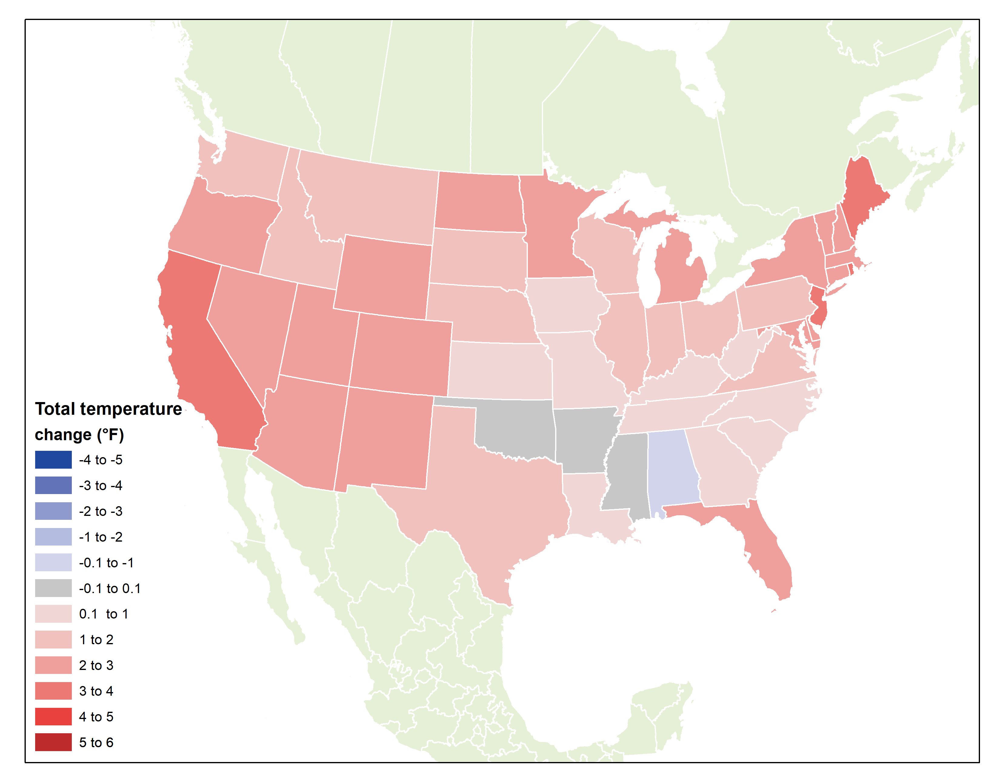 Total temperature
change (°F)
-4 to -5
-3 to -4
-2 to -3
-1 to -2
-0.1 to -1
-0.1 to 0.1
0.1  to 1
1 to 2
2 to 3
3 to 4
4 to 5
5 to 6